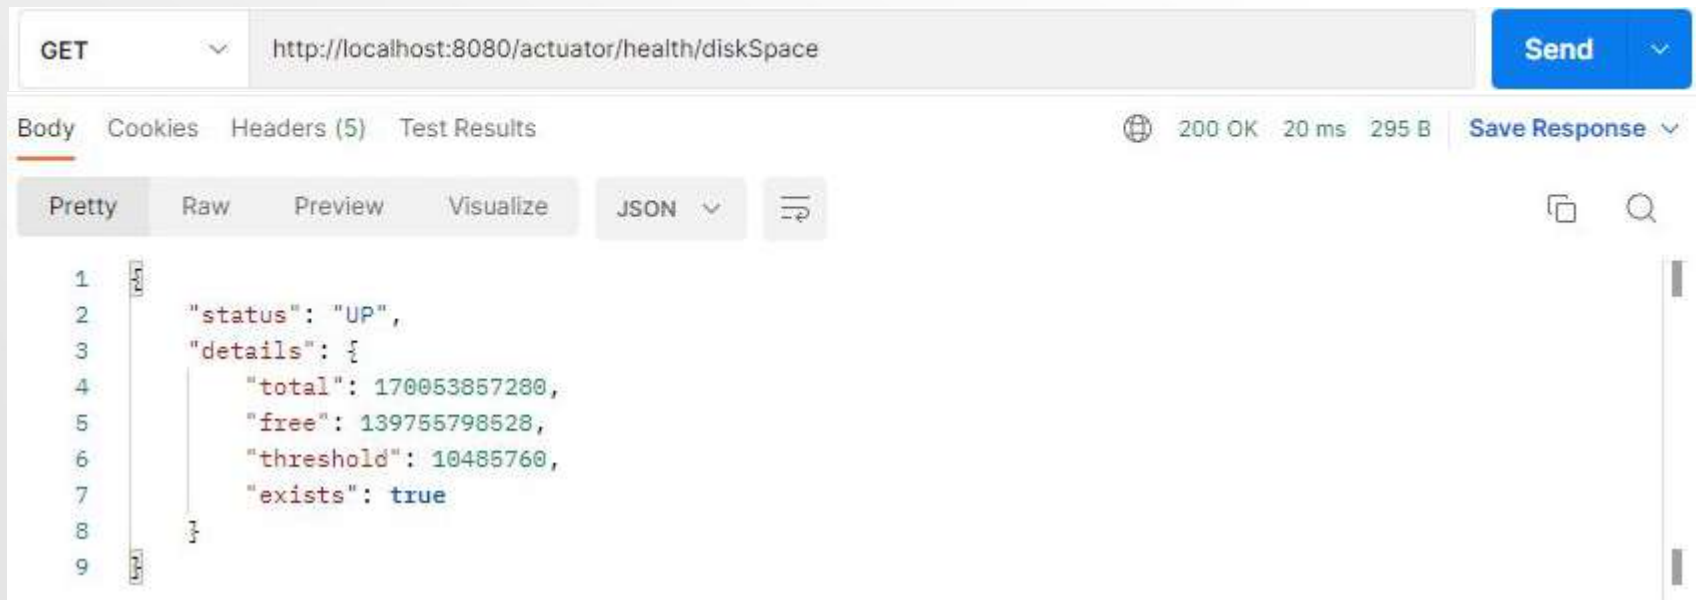 GET http://localhost:8080/actuator/health/diskSpace Send
Body Cookies Headers (5) Test Results 200 OK 20 ms 295 B Save Response
Pretty Raw Preview Visualize JSON
1 {
2 "status": "UP",
3 "details": {
4 "total": 170053857280,
5 "free": 139755798528,
6 "threshold": 10485760,
7 "exists": true
8 }
9 }